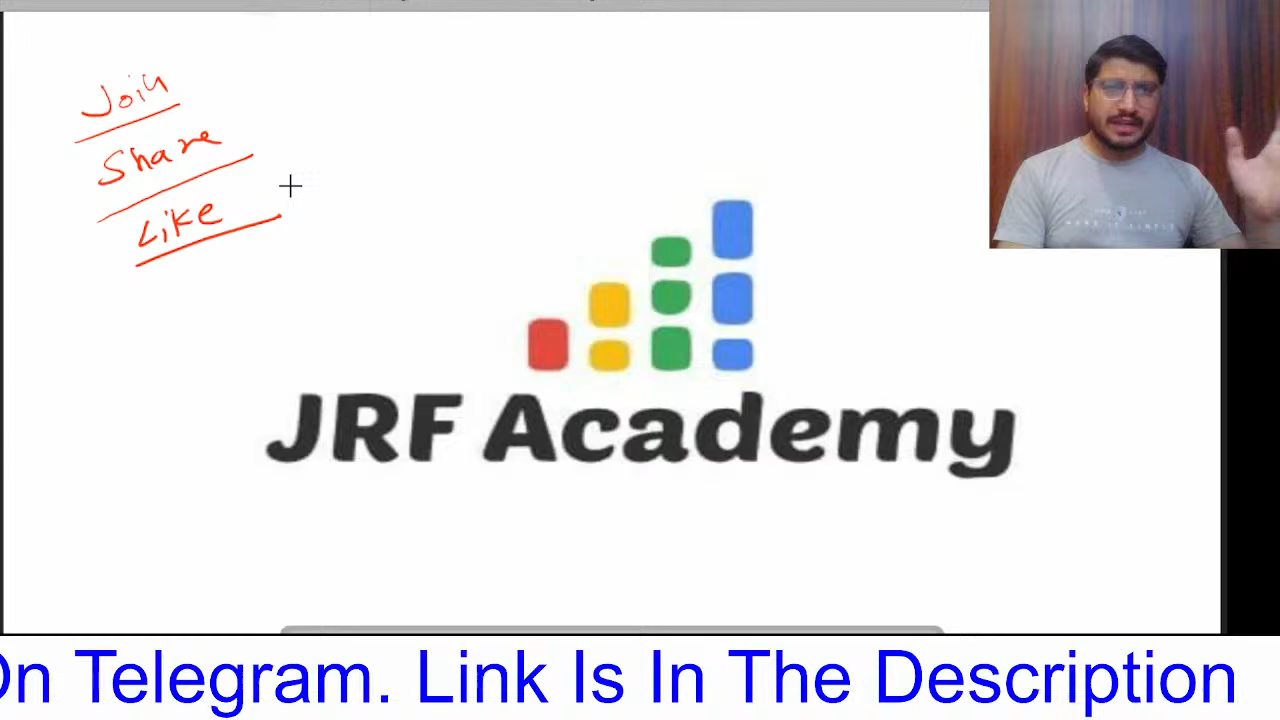 Join
Share
Like
JRF Academy
On Telegram. Link Is In The Description